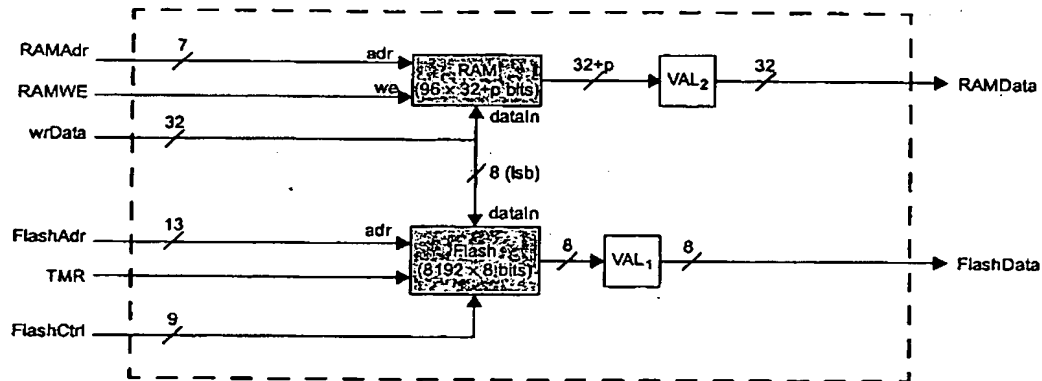 RAMAdr
7
adr
RAM
32+p
VAL2
32
RAMData
RAMWE
we
(96 × 32+p bits)
wrData
32
dataIn
8 (lsb)
dataIn
FlashAdr
13
adr
Flash
8
VAL1
8
FlashData
TMR
(8192 × 8 bits)
FlashCtrl
9